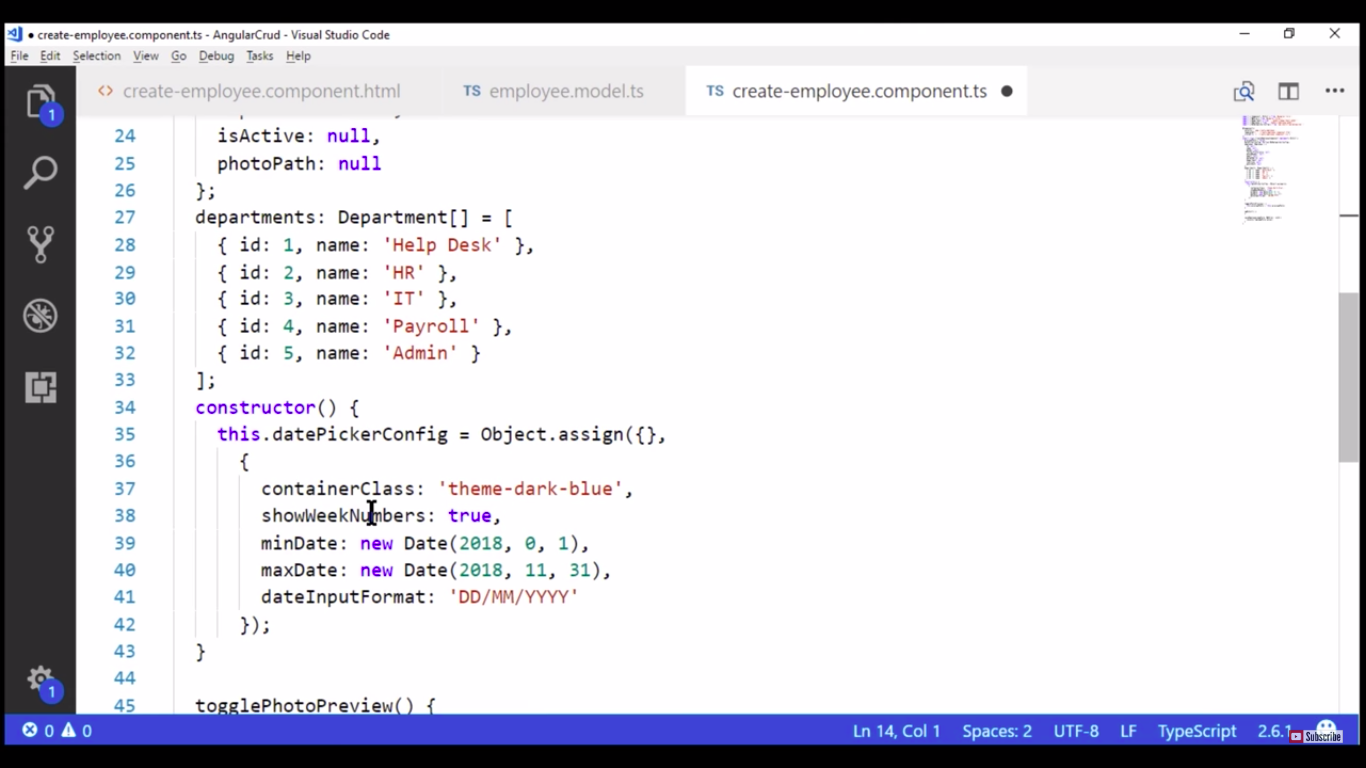 ● create-employee.component.ts - AngularCrud - Visual Studio Code
File Edit Selection View Go Debug Tasks Help
<> create-employee.component.html TS employee.model.ts TS create-employee.component.ts ●
24 isActive: null,
25 photoPath: null
26 };
27 departments: Department[] = [
28 { id: 1, name: 'Help Desk' },
29 { id: 2, name: 'HR' },
30 { id: 3, name: 'IT' },
31 { id: 4, name: 'Payroll' },
32 { id: 5, name: 'Admin' }
33 ];
34 constructor() {
35 this.datePickerConfig = Object.assign({},
36 {
37 containerClass: 'theme-dark-blue',
38 showWeekNumbers: true,
39 minDate: new Date(2018, 0, 1),
40 maxDate: new Date(2018, 11, 31),
41 dateInputFormat: 'DD/MM/YYYY'
42 });
43 }
44
45 togglePhotoPreview() {
1
1
0 0 Ln 14, Col 1 Spaces: 2 UTF-8 LF TypeScript 2.6.1
Subscribe